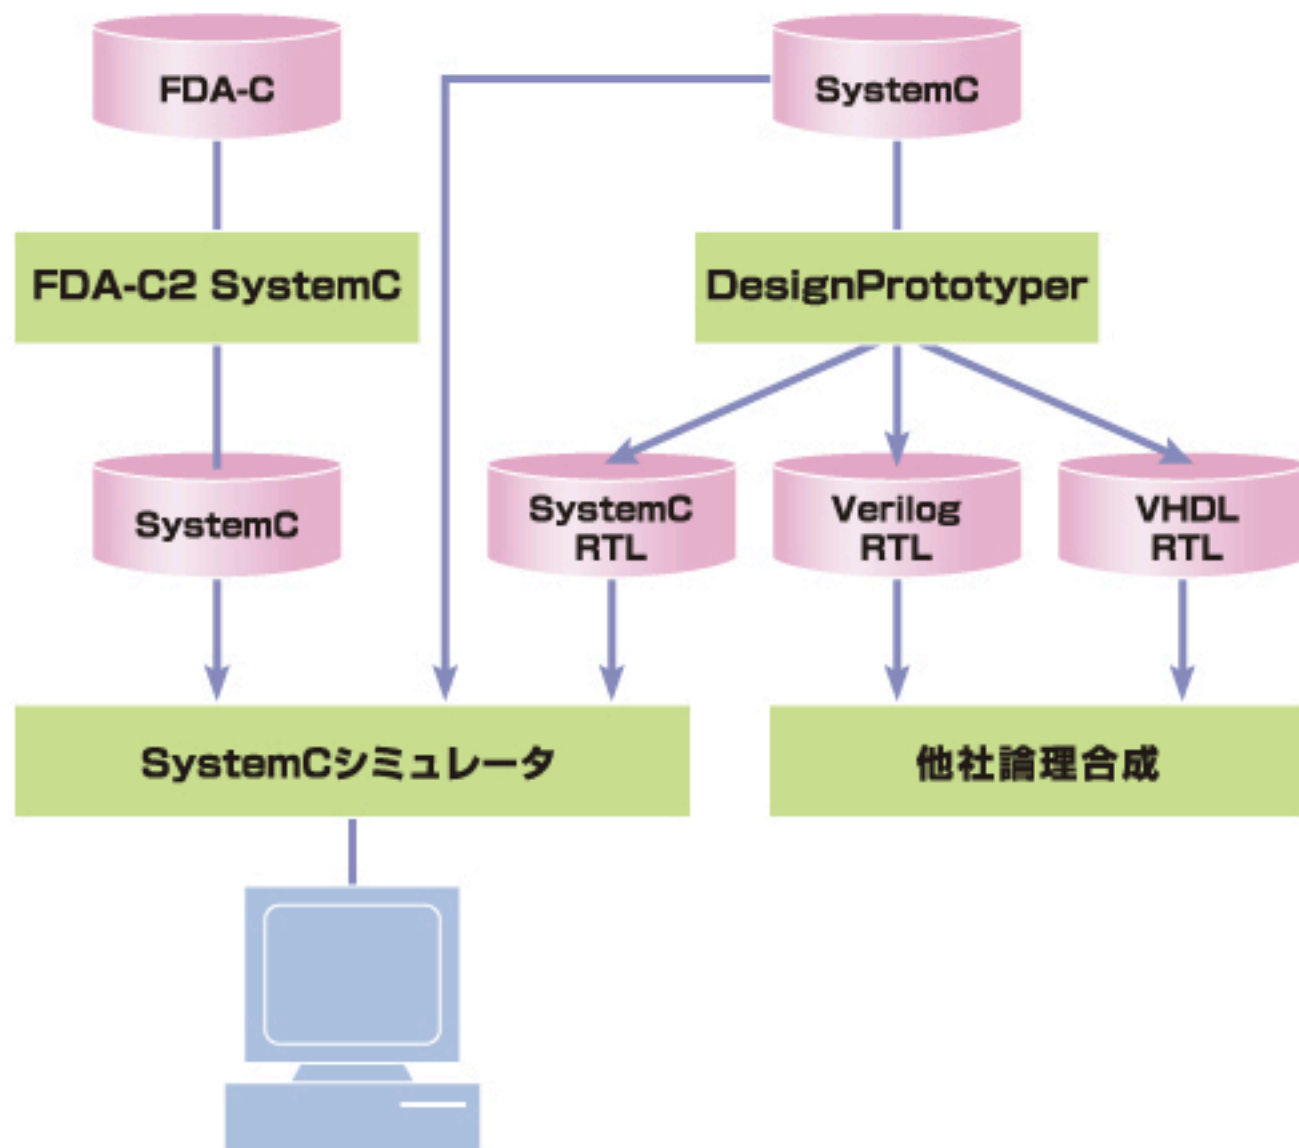 FDA-C
SystemC
FDA-C2 SystemC
DesignPrototyper
SystemC
SystemC
RTL
Verilog
RTL
VHDL
RTL
SystemCシミュレータ
他社論理合成